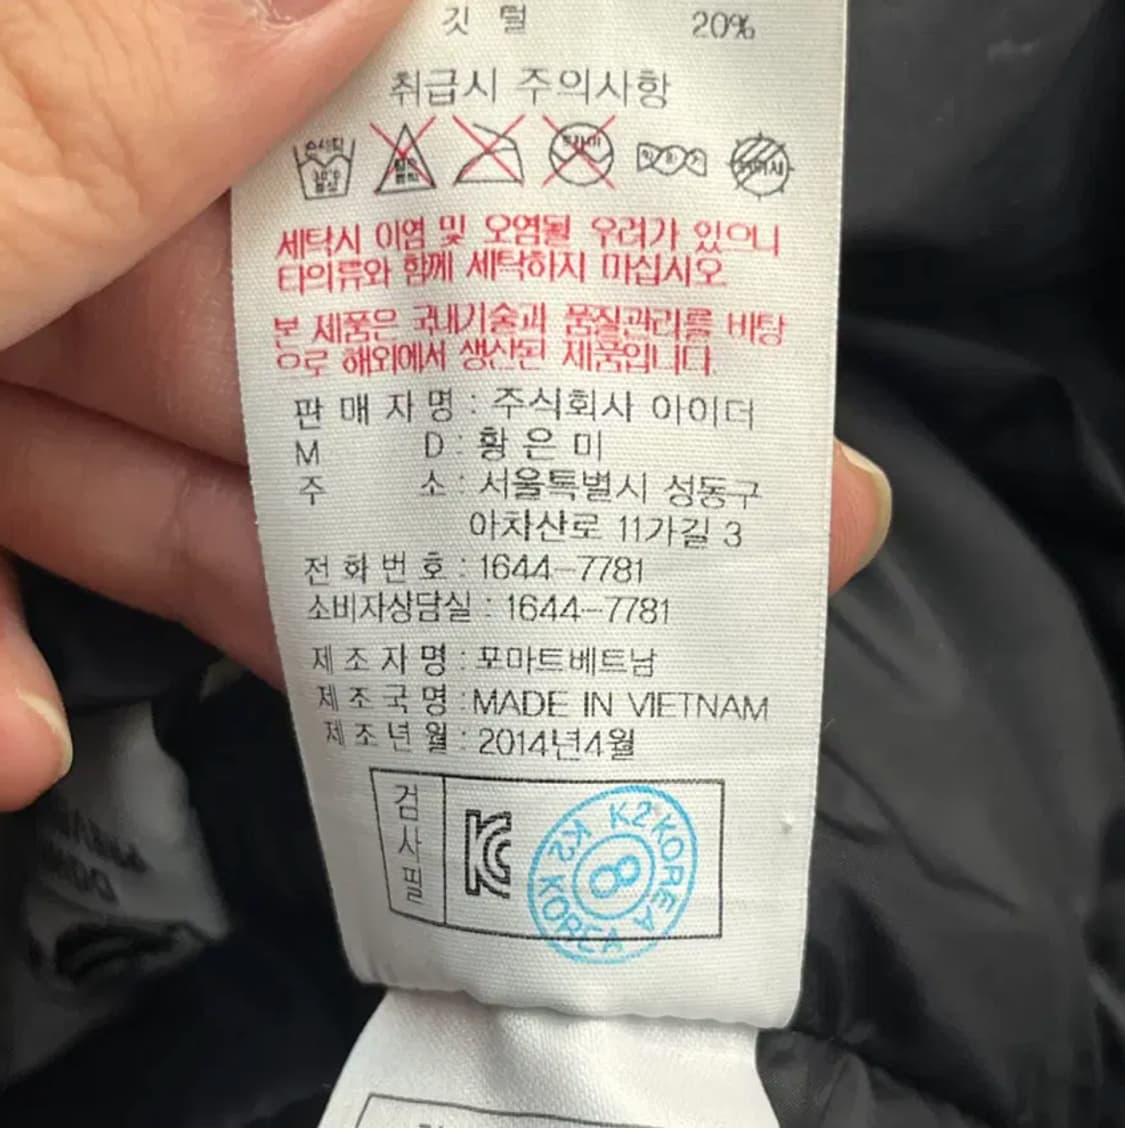 깃 털 20%
취급시 주의사항
세탁시 이염 및 오염될 우려가 있으니
타의류와 함께 세탁하지 마십시오
본 제품은 국내기술과 품질관리를 바탕
으로 해외에서 생산된 제품입니다.
판 매 자 명 : 주식회사 아이더
M D : 황 은 미
주 소 : 서울특별시 성동구
아차산로 11가길 3
전 화 번 호 : 1644-7781
소비자상담실 : 1644-7781
제 조 자 명 : 꼬마트베트남
제 조 국 명 : MADE IN VIETNAM
제 조 년 월 : 2014년4월
검사필
KC
K2 KOREA
8
K2 KOREA